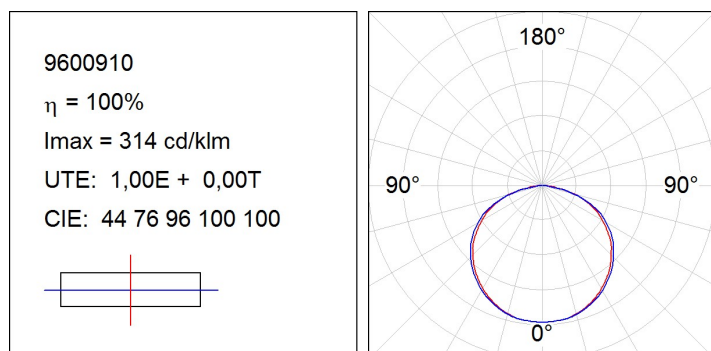 9600910
η = 100%
Imax = 314 cd/klm
UTE: 1,00E + 0,00T
CIE: 44 76 96 100 100
180°
90° 90°
0°